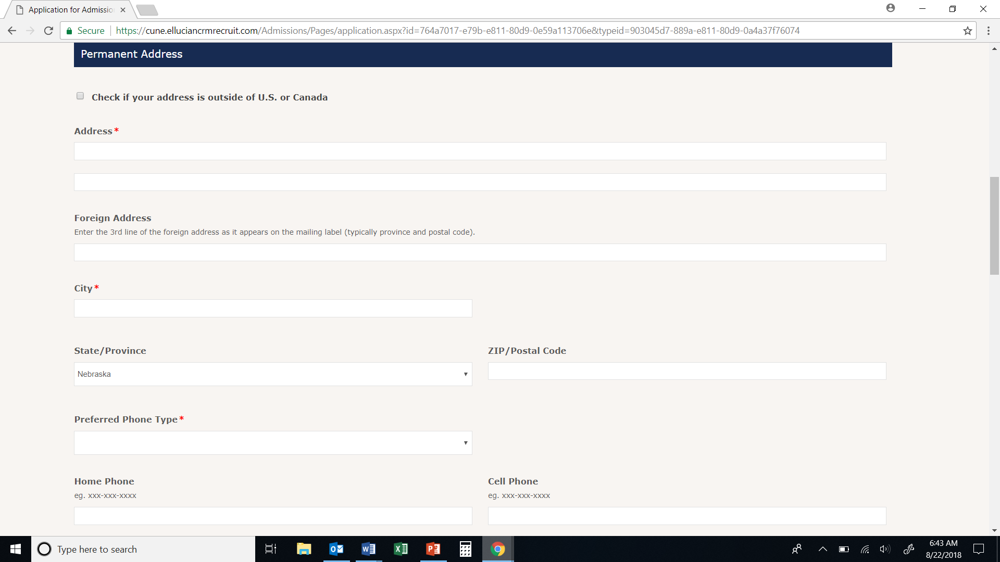 Application for Admissio
Secure https://cune.elluciancrmrecruit.com/Admissions/Pages/application.aspx?id=764a7017-e79b-e811-80d9-0e59a113706e&typeid=903045d7-889a-e811-80d9-0a4a37f76074
Permanent Address
Check if your address is outside of U.S. or Canada
Address*
Foreign Address
Enter the 3rd line of the foreign address as it appears on the mailing label (typically province and postal code).
City*
State/Province ZIP/Postal Code
Nebraska
Preferred Phone Type*
Home Phone Cell Phone
eg. xxx-xxx-xxxx eg. xxx-xxx-xxxx
Type here to search
6:43 AM
8/22/2018